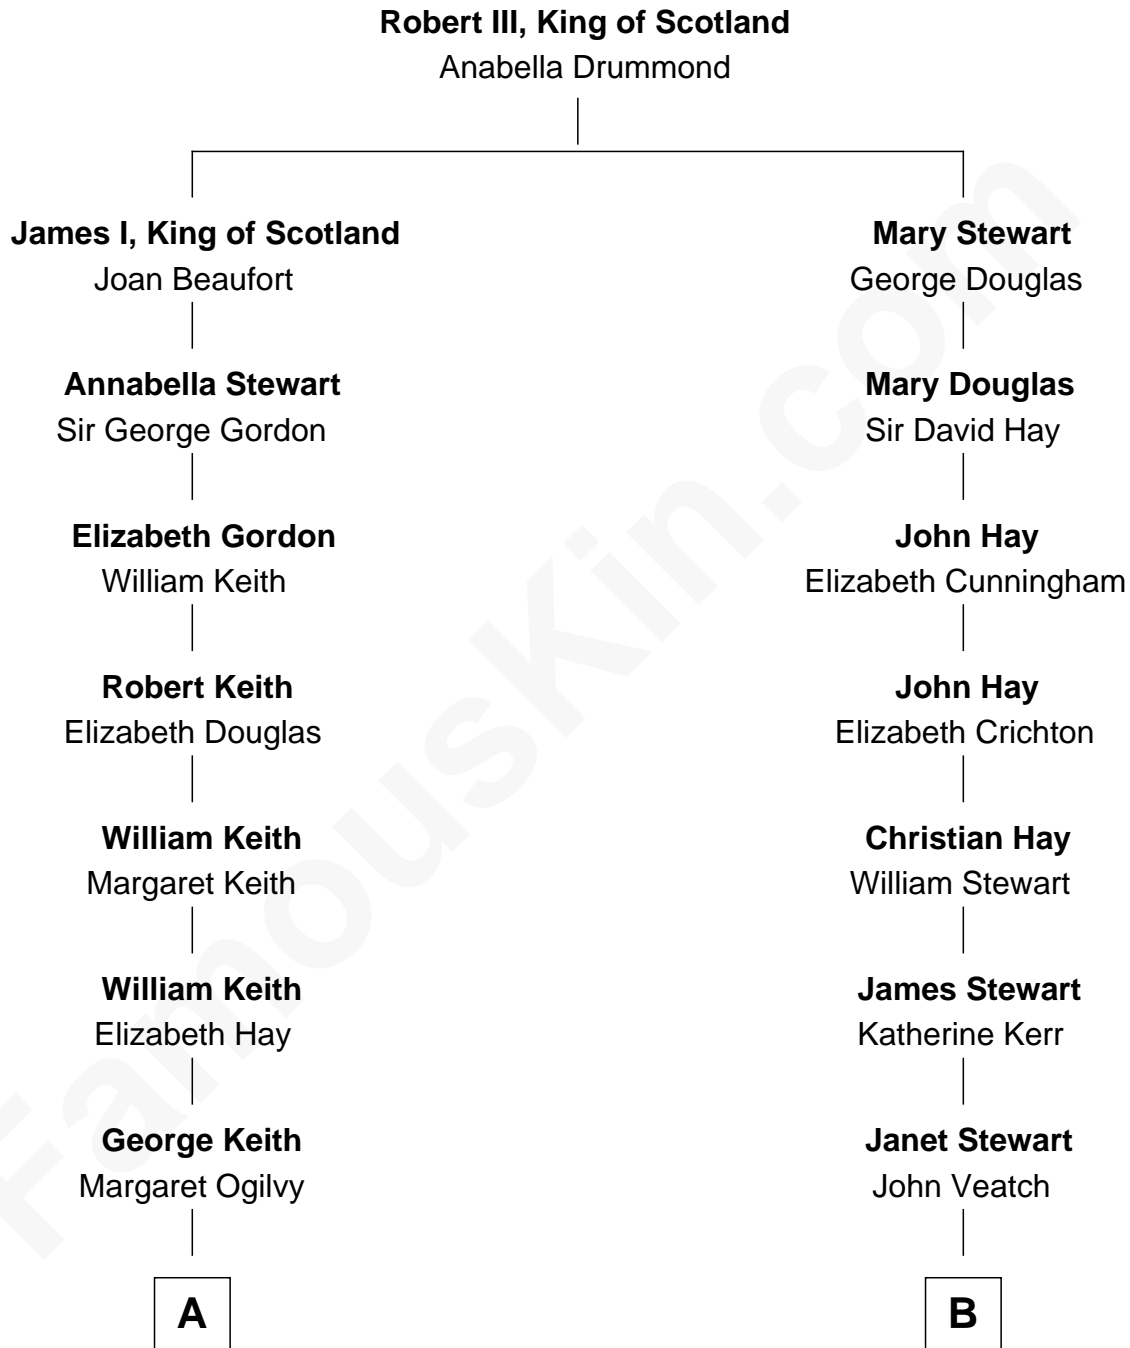 Robert III, King of Scotland
Anabella Drummond
James I, King of Scotland
Joan Beaufort
Annabella Stewart
Sir George Gordon
Elizabeth Gordon
William Keith
Robert Keith
Elizabeth Douglas
William Keith
Margaret Keith
William Keith
Elizabeth Hay
George Keith
Margaret Ogilvy
A
Mary Stewart
George Douglas
Mary Douglas
Sir David Hay
John Hay
Elizabeth Cunningham
John Hay
Elizabeth Crichton
Christian Hay
William Stewart
James Stewart
Katherine Kerr
Janet Stewart
John Veatch
B
FamousKin.com